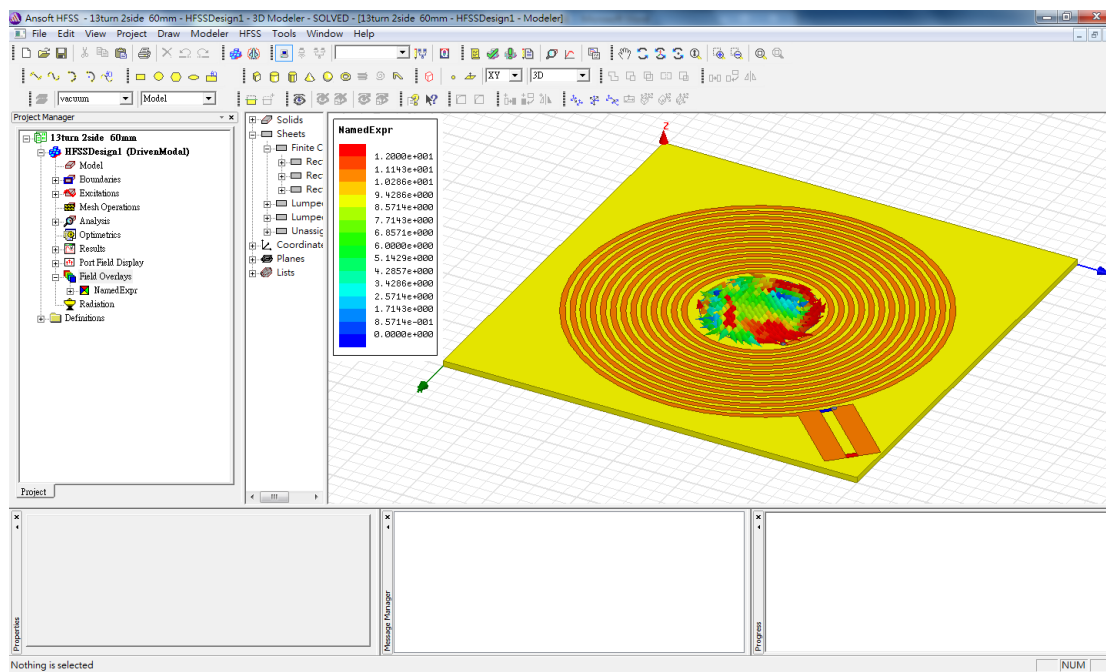 Ansoft HFSS - 13turn 2side 60mm - HFSSDesign1 - 3D Modeler - SOLVED - [13turn 2side 60mm - HFSSDesign1 - Modeler]
File Edit View Project Draw Modeler HFSS Tools Window Help
XY 3D
vacuum Model
Project Manager
13turn 2side 60mm
HFSSDesign1 (DrivenModal)
Model
Boundaries
Excitations
Mesh Operations
Analysis
Optimetrics
Results
Port Field Display
Field Overlays
NamedExpr
Radiation
Definitions
Project
Solids
Sheets
Finite C
Rec
Rec
Rec
Lumpe
Lumpe
Unassig
Coordinate
Planes
Lists
NamedExpr
1.2000e+001
1.1143e+001
1.0286e+001
9.4286e+000
8.5714e+000
7.7143e+000
6.8571e+000
6.0000e+000
5.1429e+000
4.2857e+000
3.4286e+000
2.5714e+000
1.7143e+000
8.5714e-001
0.0000e+000
Z
Properties
Message Manager
Progress
Nothing is selected
NUM